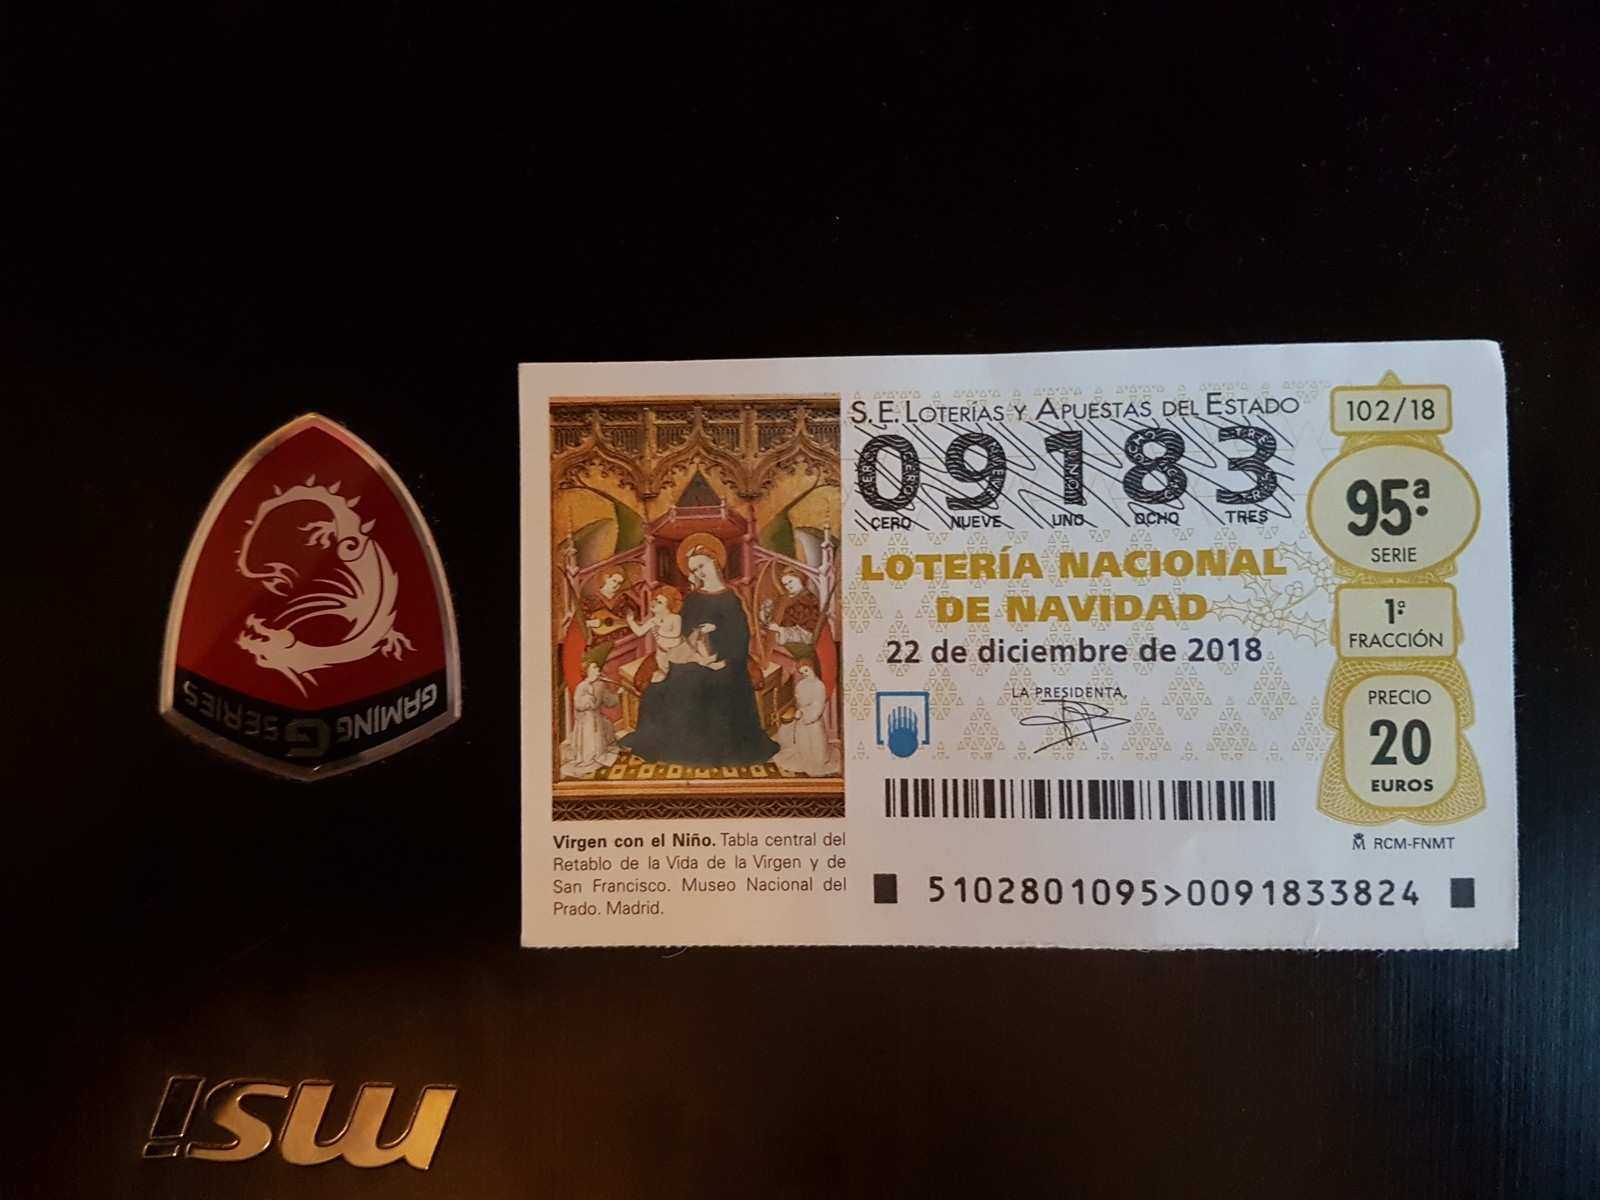 GAMING G SERIES
msi
S.E. LOTERÍAS Y APUESTAS DEL ESTADO
09183
CERO NUEVE UNO OCHO TRES
LOTERÍA NACIONAL
DE NAVIDAD
22 de diciembre de 2018
LA PRESIDENTA,
102/18
95ª
SERIE
1ª
FRACCIÓN
PRECIO
20
EUROS
RCM-FNMT
5102801095>0091833824
Virgen con el Niño. Tabla central del
Retablo de la Vida de la Virgen y de
San Francisco. Museo Nacional del
Prado. Madrid.